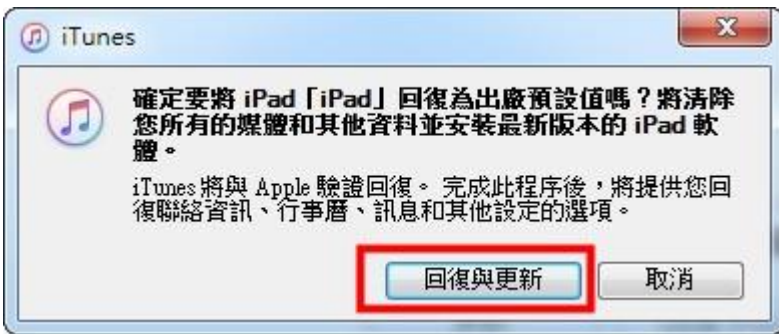 iTunes
確定要將 iPad「iPad」回復為出廠預設值嗎？將清除
您所有的媒體和其他資料並安裝最新版本的 iPad 軟
體。
iTunes 將與 Apple 驗證回復。 完成此程序後，將提供您回
復聯絡資訊、行事曆、訊息和其他設定的選項。
回復與更新 取消